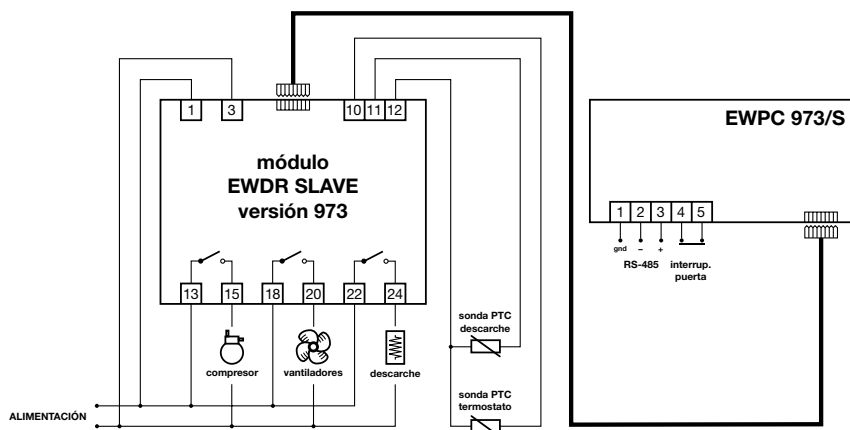 1 3 10 11 12
EWPC 973/S
módulo
EWDR SLAVE
versión 973
1 2 3 4 5
gnd – +
RS-485 interrup.
puerta
13 15 18 20 22 24
sonda PTC
descarche
compresor vantiladores descarche
sonda PTC
termostato
ALIMENTACIÓN